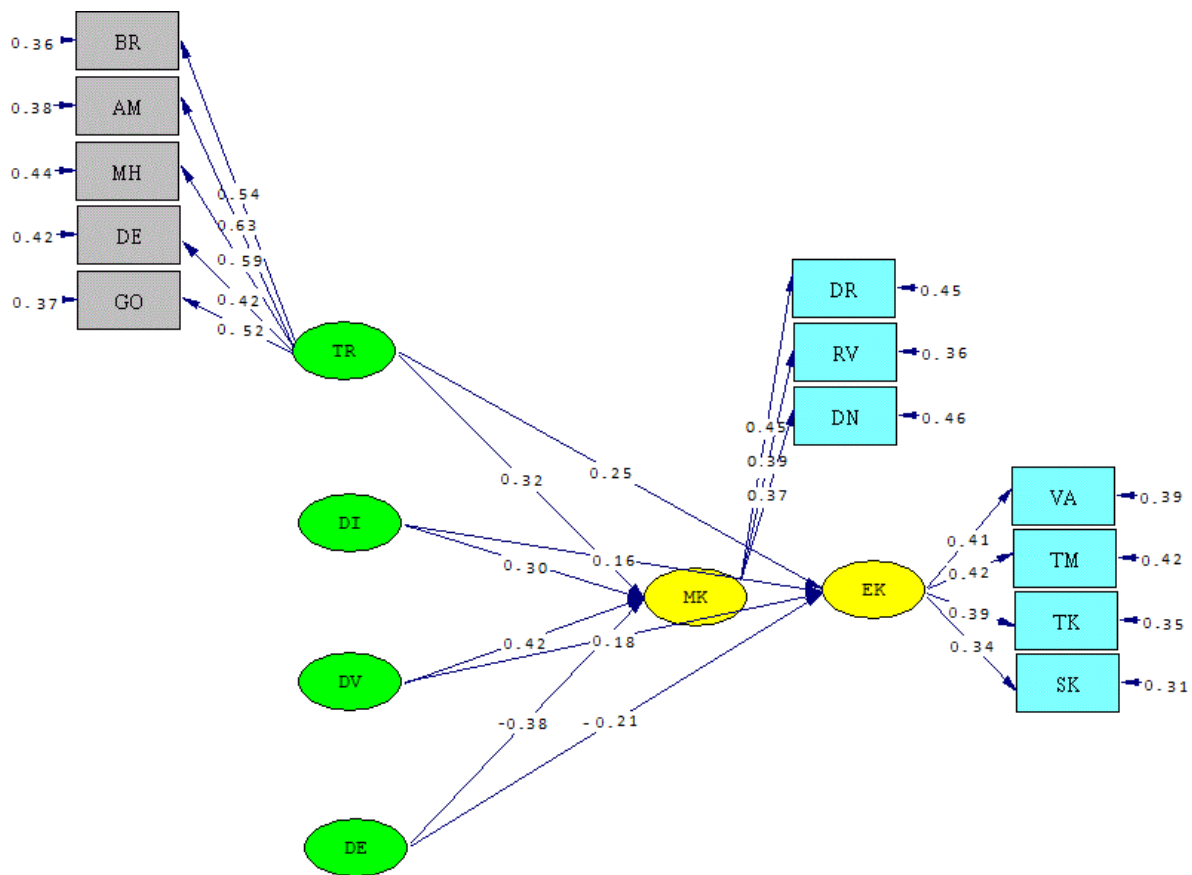 0.36 BR
0.38 AM
0.44 MH
0.42 DE
0.37 GO
0.54
0.63
0.59
0.42
0.52
TR
DR 0.45
RV 0.36
DN 0.46
0.45
0.39
0.37
0.32
0.25
DI
0.16
0.30
MK
EK
VA 0.39
TM 0.42
TK 0.35
SK 0.31
0.41
0.42
0.39
0.34
0.42
0.18
DV
-0.38
-0.21
DE